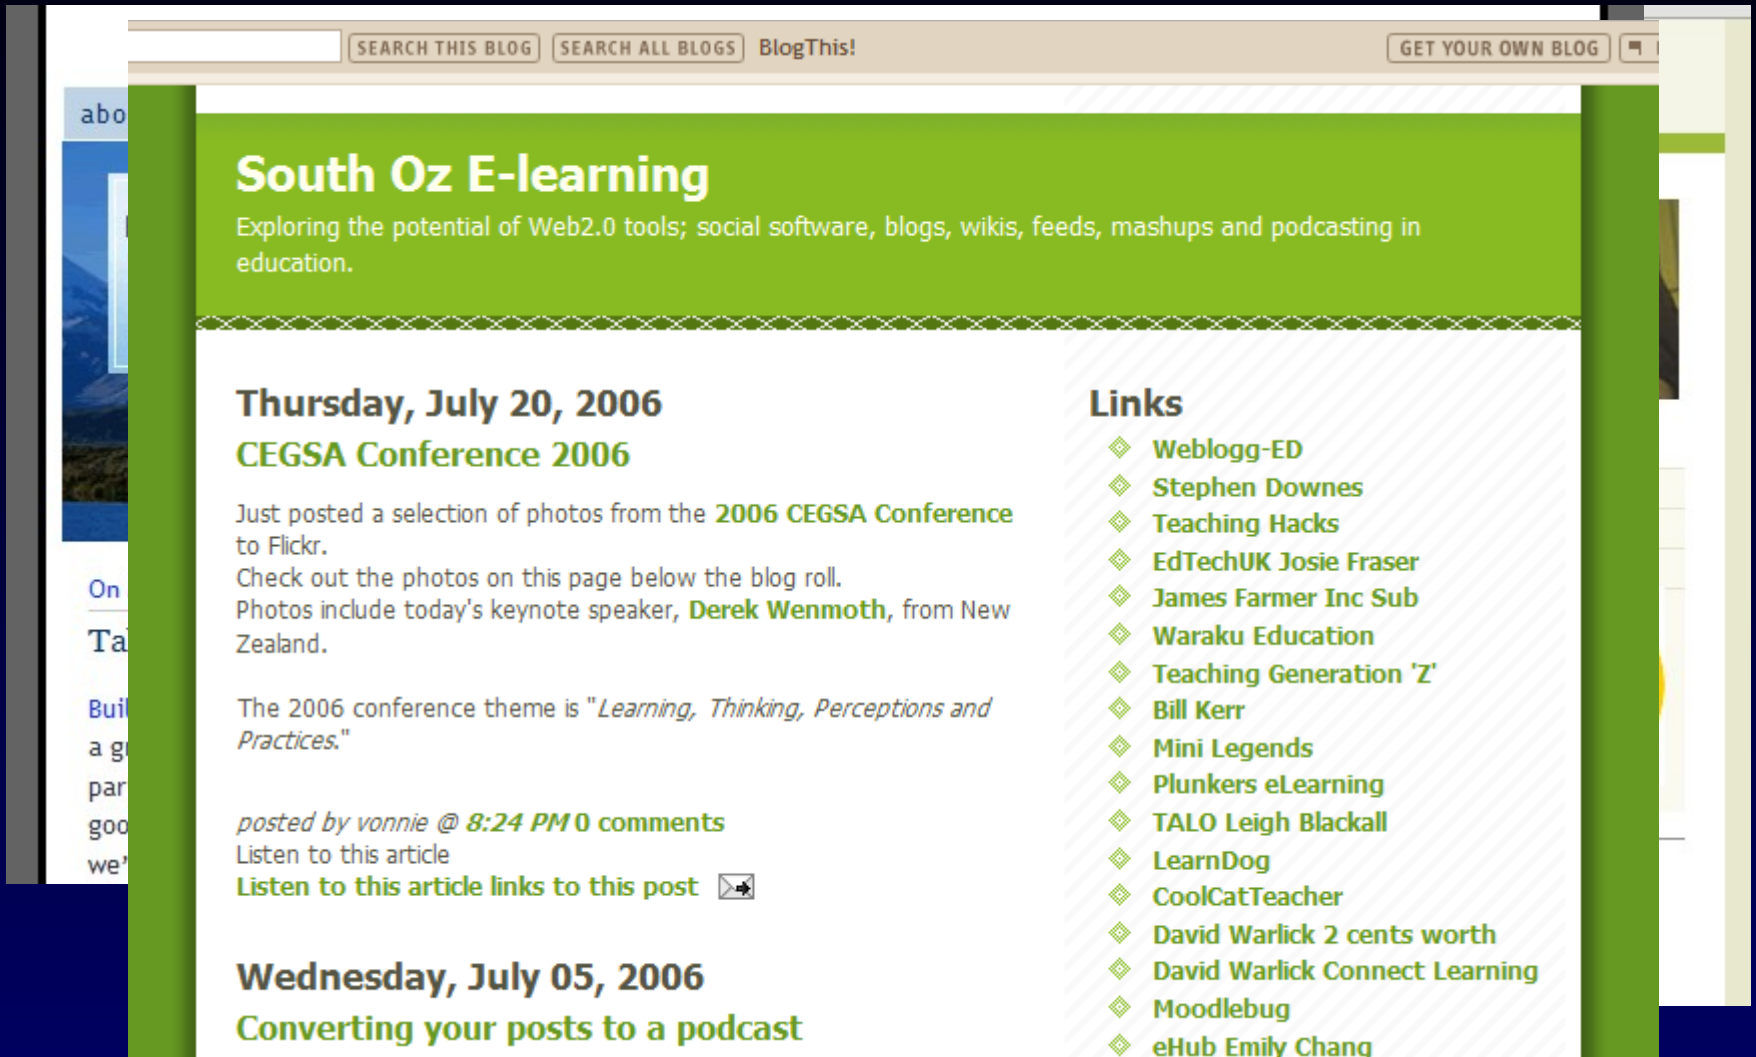 SEARCH THIS BLOG
SEARCH ALL BLOGS
BlogThis!
GET YOUR OWN BLOG
South Oz E-learning
Exploring the potential of Web2.0 tools; social software, blogs, wikis, feeds, mashups and podcasting in
education.
Thursday, July 20, 2006
CEGSA Conference 2006
Just posted a selection of photos from the 2006 CEGSA Conference
to Flickr.
Check out the photos on this page below the blog roll.
Photos include today's keynote speaker, Derek Wenmoth, from New
Zealand.
The 2006 conference theme is "Learning, Thinking, Perceptions and
Practices."
posted by vonnie @ 8:24 PM 0 comments
Listen to this article
Listen to this article links to this post
Wednesday, July 05, 2006
Converting your posts to a podcast
Links
Weblogg-ED
Stephen Downes
Teaching Hacks
EdTechUK Josie Fraser
James Farmer Inc Sub
Waraku Education
Teaching Generation 'Z'
Bill Kerr
Mini Legends
Plunkers eLearning
TALO Leigh Blackall
LearnDog
CoolCatTeacher
David Warlick 2 cents worth
David Warlick Connect Learning
Moodlebug
eHub Emily Chang
On